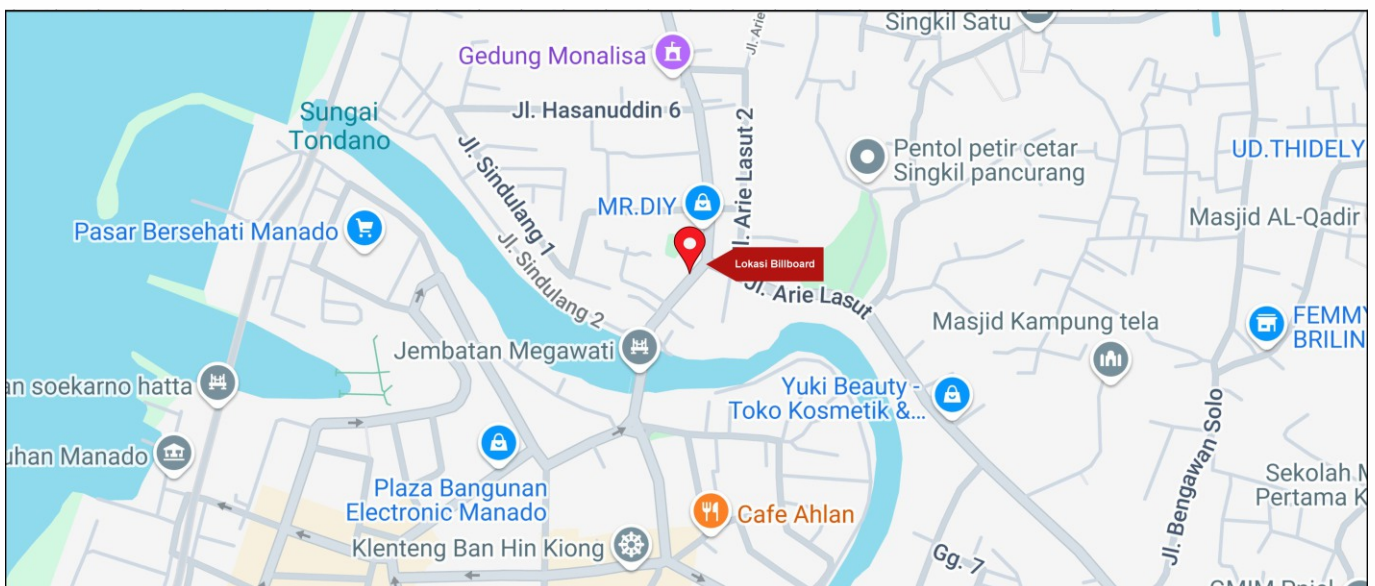 Singkil Satu
Jl. Arie
Gedung Monalisa
Sungai
Tondano
Jl. Hasanuddin 6
Jl. Sindulang 1
Jl. Arie Lasut 2
Pentol petir cetar
Singkil pancurang
UD.THIDELY
MR.DIY
Masjid AL-Qadir
Pasar Bersehati Manado
Jl. Sindulang 2
Lokasi Billboard
Jl. Arie Lasut
Masjid Kampung tela
FEMMY
BRILIN
Jembatan Megawati
an soekarno hatta
Yuki Beauty -
Toko Kosmetik &...
Jl. Bengawan Solo
uhan Manado
Plaza Bangunan
Electronic Manado
Sekolah M
Pertama K
Cafe Ahlan
Klenteng Ban Hin Kiong
Gg. 7